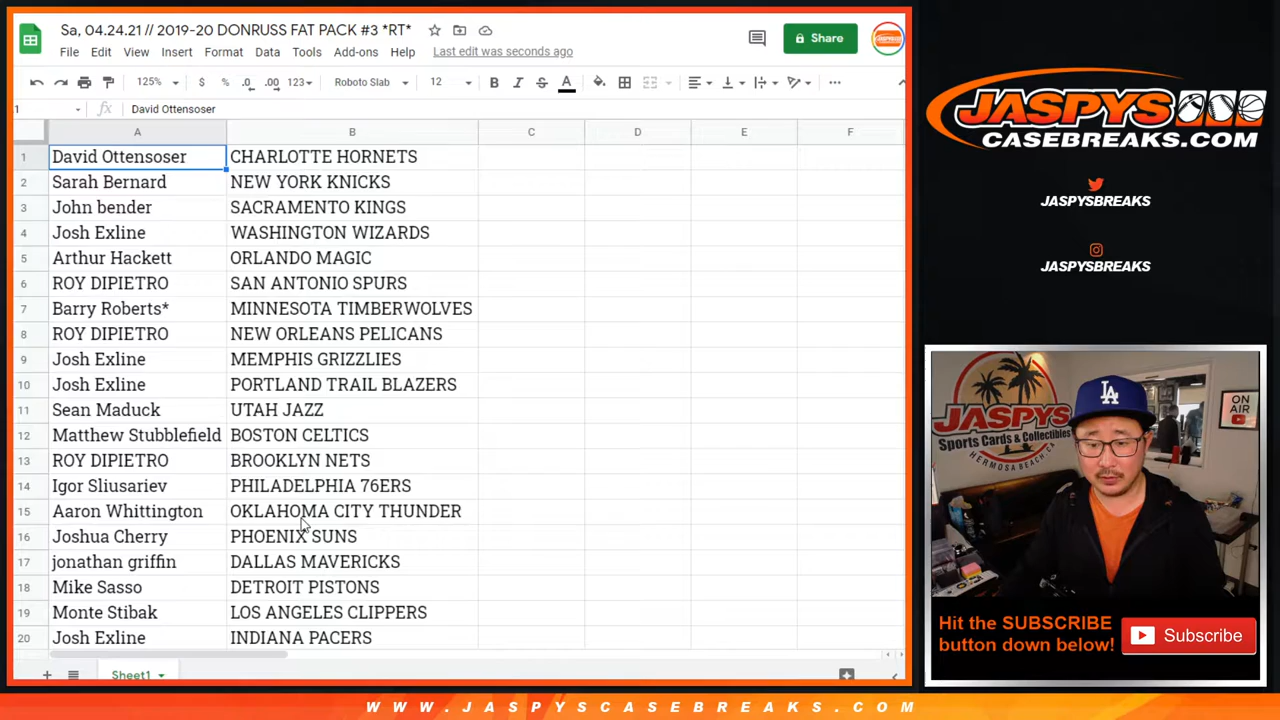 Sa, 04.24.21 // 2019-20 DONRUSS FAT PACK #3 *RT*
File Edit View Insert Format Data Tools Add-ons Help Last edit was seconds ago
Share
125% $ % .0 .00 123 Roboto Slab 12 B I S A
1 fx David Ottensoser
A B C D E F
1 David Ottensoser CHARLOTTE HORNETS
2 Sarah Bernard NEW YORK KNICKS
3 John bender SACRAMENTO KINGS
4 Josh Exline WASHINGTON WIZARDS
5 Arthur Hackett ORLANDO MAGIC
6 ROY DIPIETRO SAN ANTONIO SPURS
7 Barry Roberts* MINNESOTA TIMBERWOLVES
8 ROY DIPIETRO NEW ORLEANS PELICANS
9 Josh Exline MEMPHIS GRIZZLIES
10 Josh Exline PORTLAND TRAIL BLAZERS
11 Sean Maduck UTAH JAZZ
12 Matthew Stubblefield BOSTON CELTICS
13 ROY DIPIETRO BROOKLYN NETS
14 Igor Sliusariev PHILADELPHIA 76ERS
15 Aaron Whittington OKLAHOMA CITY THUNDER
16 Joshua Cherry PHOENIX SUNS
17 jonathan griffin DALLAS MAVERICKS
18 Mike Sasso DETROIT PISTONS
19 Monte Stibak LOS ANGELES CLIPPERS
20 Josh Exline INDIANA PACERS
Sheet1
JASPYS
CASEBREAKS.COM
JASPYSBREAKS
JASPYSBREAKS
JASPYS
Sports Cards & Collectibles
HERMOSA BEACH, CA
LA
ON AIR
Hit the SUBSCRIBE
button down below!
Subscribe
WWW.JASPYSCASEBREAKS.COM